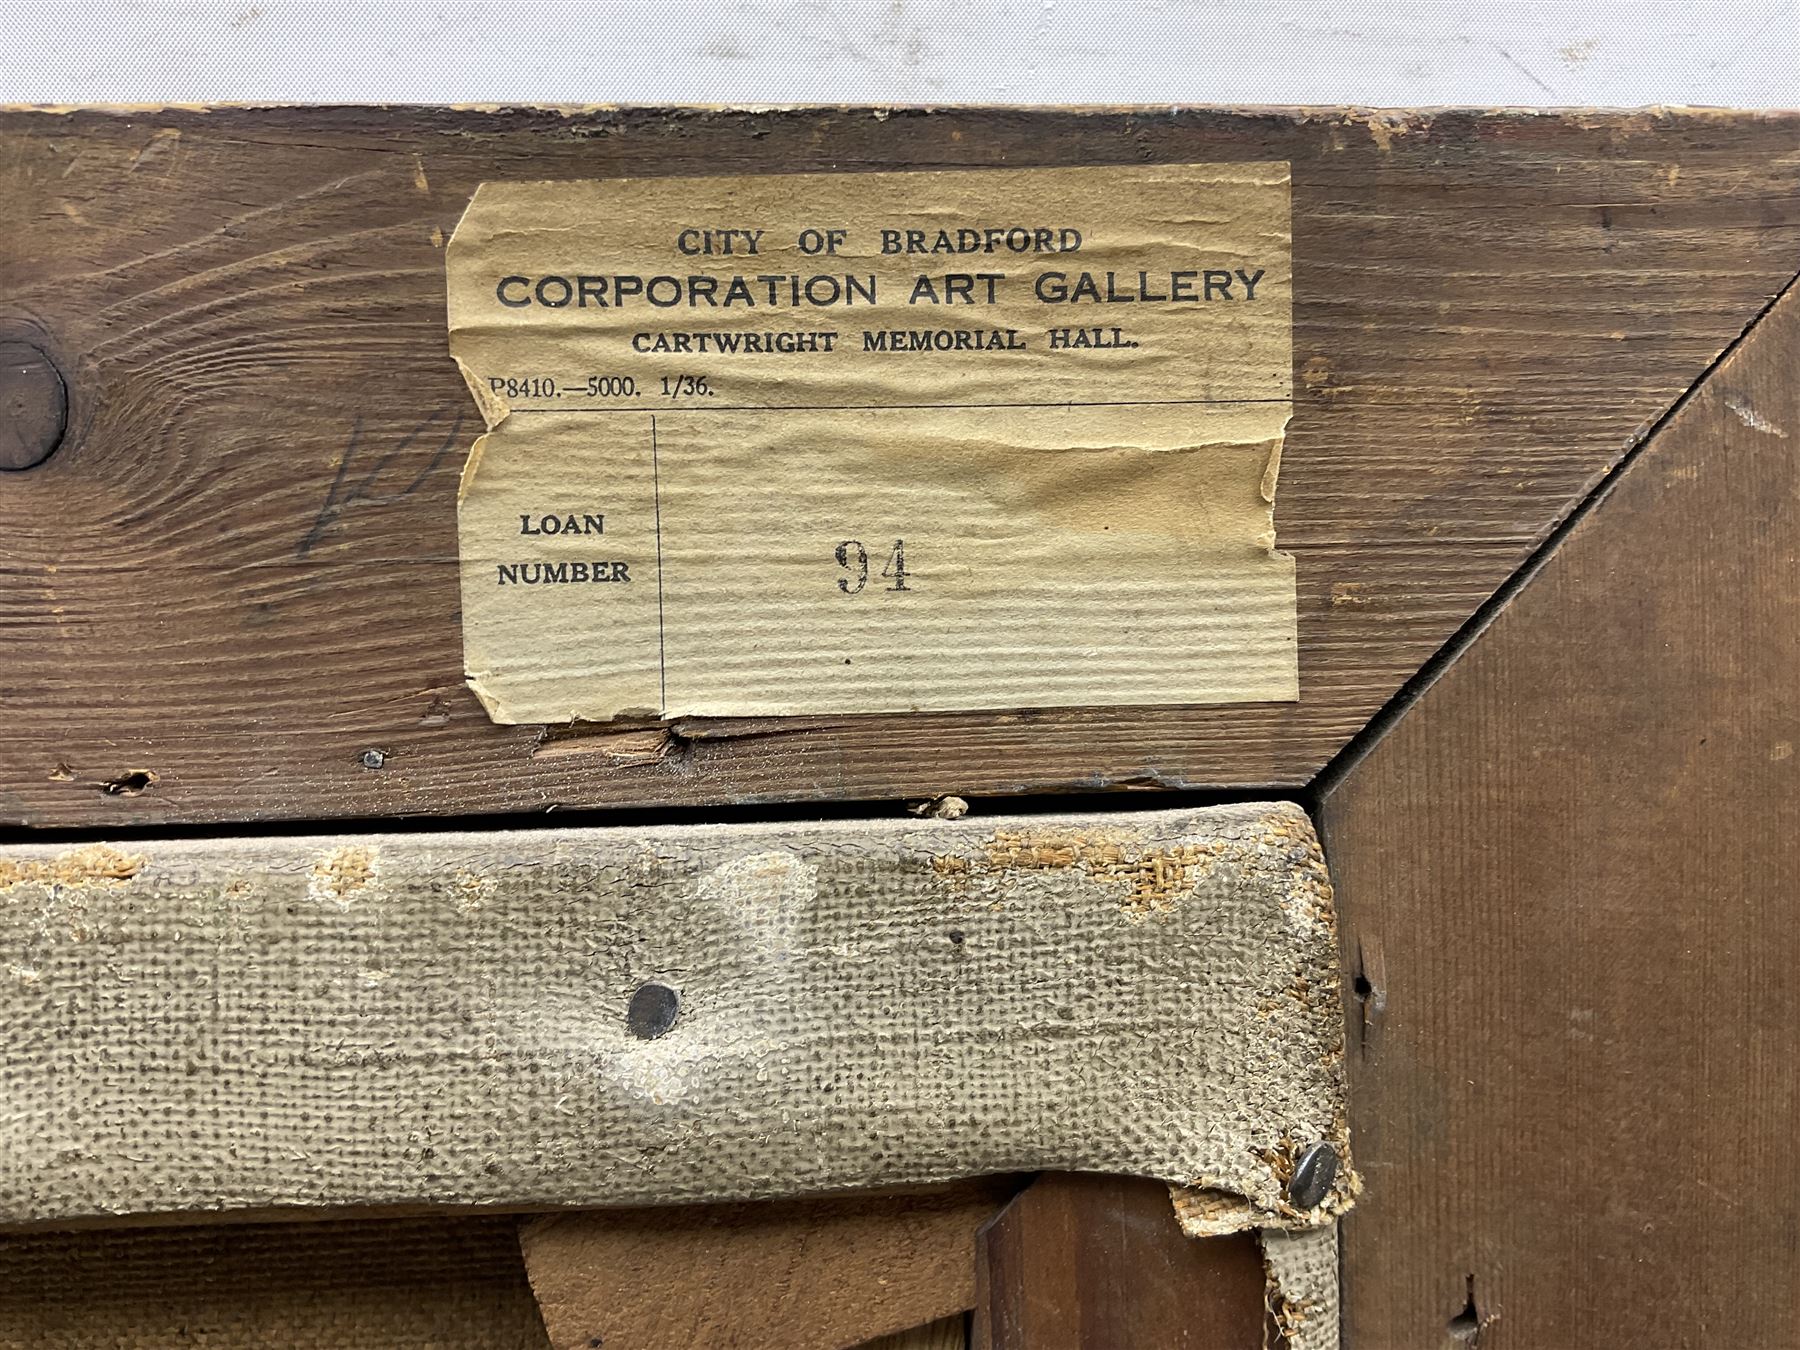 CITY OF BRADFORD
CORPORATION ART GALLERY
CARTWRIGHT MEMORIAL HALL.
P8410.—5000. 1/36.
LOAN
NUMBER
94